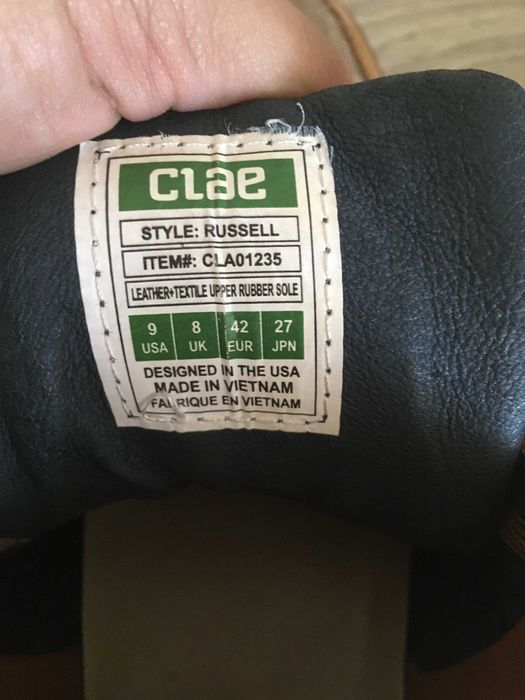 Clae
STYLE: RUSSELL
ITEM#: CLA01235
LEATHER+TEXTILE UPPER RUBBER SOLE
9 8 42 27
USA UK EUR JPN
DESIGNED IN THE USA
MADE IN VIETNAM
FABRIQUE EN VIETNAM